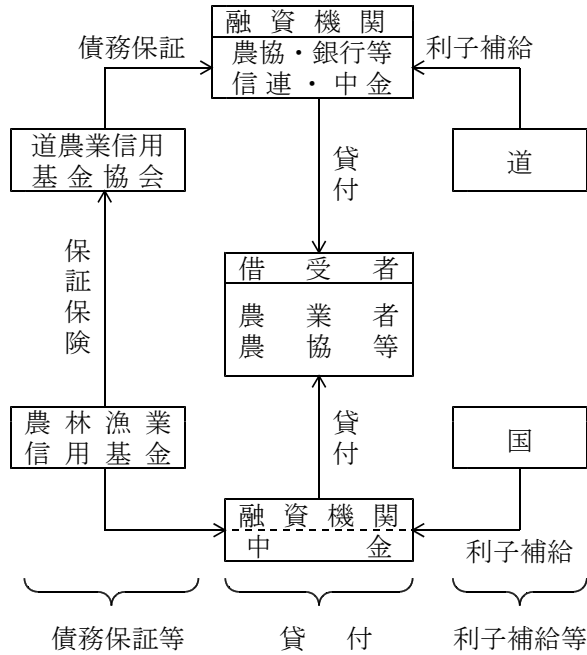 融資機関
債務保証
農協・銀行等
信連・中金
利子補給
道農業信用
基金協会
貸付
道
保証保険
借受者
農業者
農協等
農林漁業
信用基金
貸付
国
融資機関
中金
利子補給
債務保証等
貸付
利子補給等